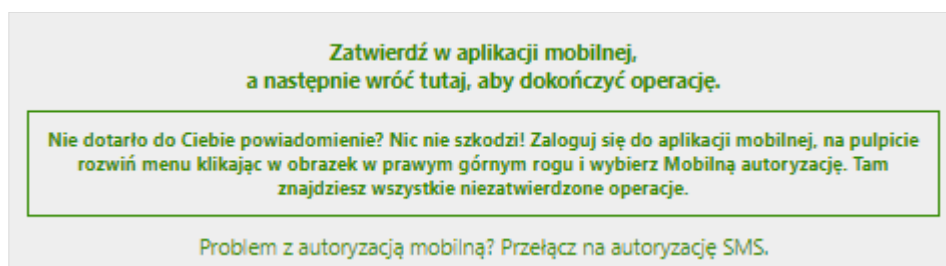 Zatwierdź w aplikacji mobilnej,
a następnie wróć tutaj, aby dokończyć operację.
Nie dotarło do Ciebie powiadomienie? Nic nie szkodzi! Zaloguj się do aplikacji mobilnej, na pulpicie
rozwiń menu klikając w obrazek w prawym górnym rogu i wybierz Mobilną autoryzację. Tam
znajdziesz wszystkie niezatwierdzone operacje.
Problem z autoryzacją mobilną? Przełącz na autoryzację SMS.